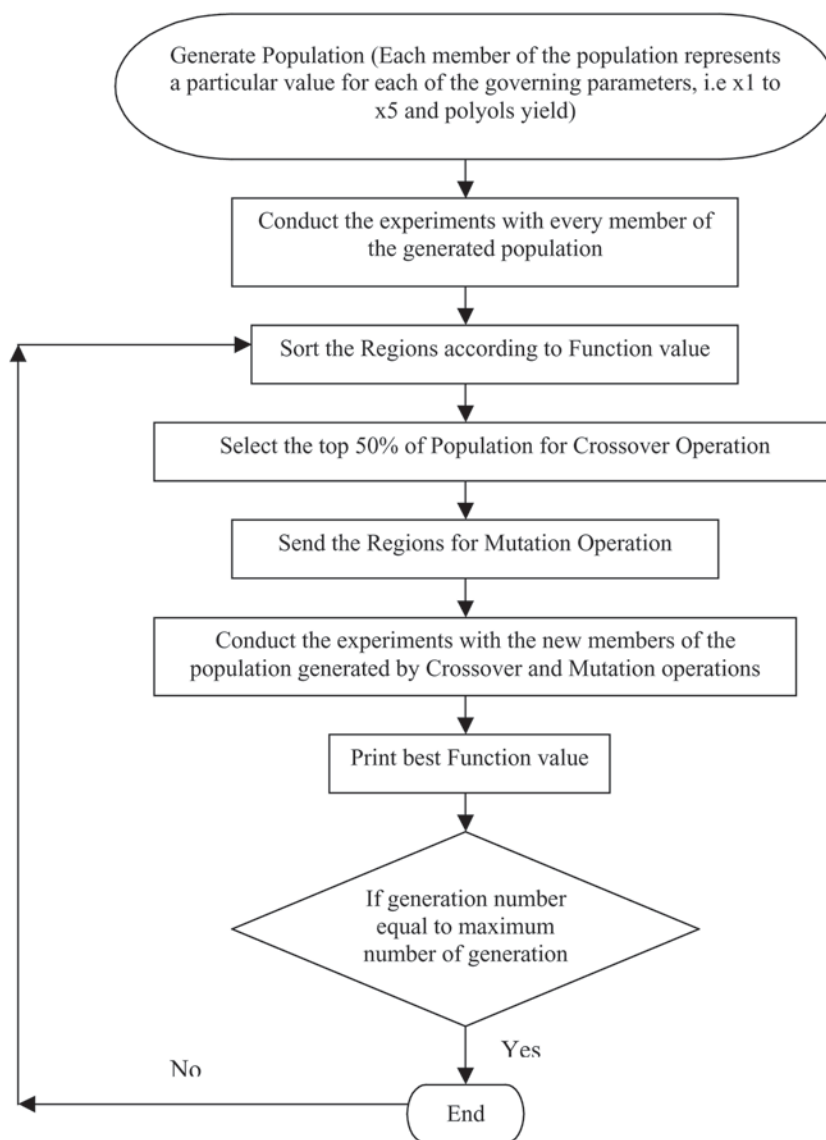 Generate Population (Each member of the population represents
a particular value for each of the governing parameters, i.e x1 to
x5 and polyols yield)
Conduct the experiments with every member of
the generated population
Sort the Regions according to Function value
Select the top 50% of Population for Crossover Operation
Send the Regions for Mutation Operation
Conduct the experiments with the new members of the
population generated by Crossover and Mutation operations
Print best Function value
If generation number
equal to maximum
number of generation
Yes
No
End